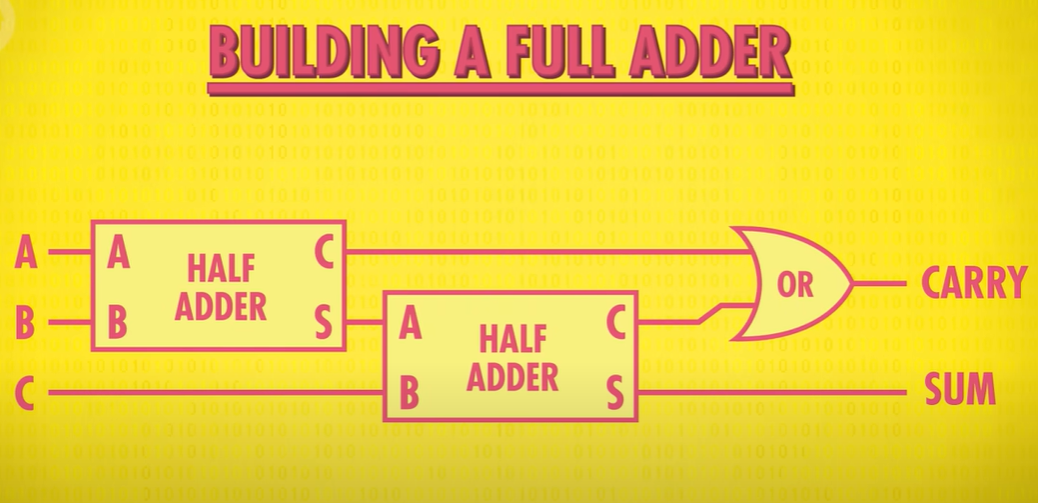 BUILDING A FULL ADDER
A
A
HALF
ADDER
C
B
B
S
A
HALF
ADDER
C
C
B
S
OR
CARRY
SUM